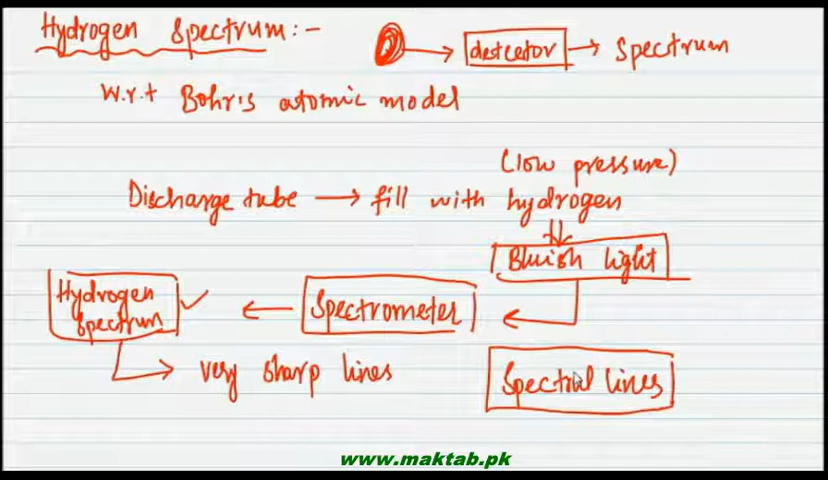 Hydrogen Spectrum:-
detcetor → Spectrum
W.r.t Bohr's atomic model
(low pressure)
Discharge tube → fill with hydrogen
Bluish light
Hydrogen Spectrum
Spectrometer
very sharp lines
Spectral lines
www.maktab.pk